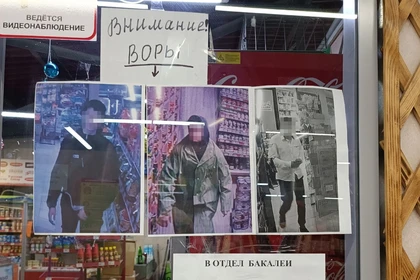 ВЕДЁТСЯ
ВИДЕОНАБЛЮДЕНИЕ
Внимание!
ВОРЫ
В ОТДЕЛ БАКАЛЕИ